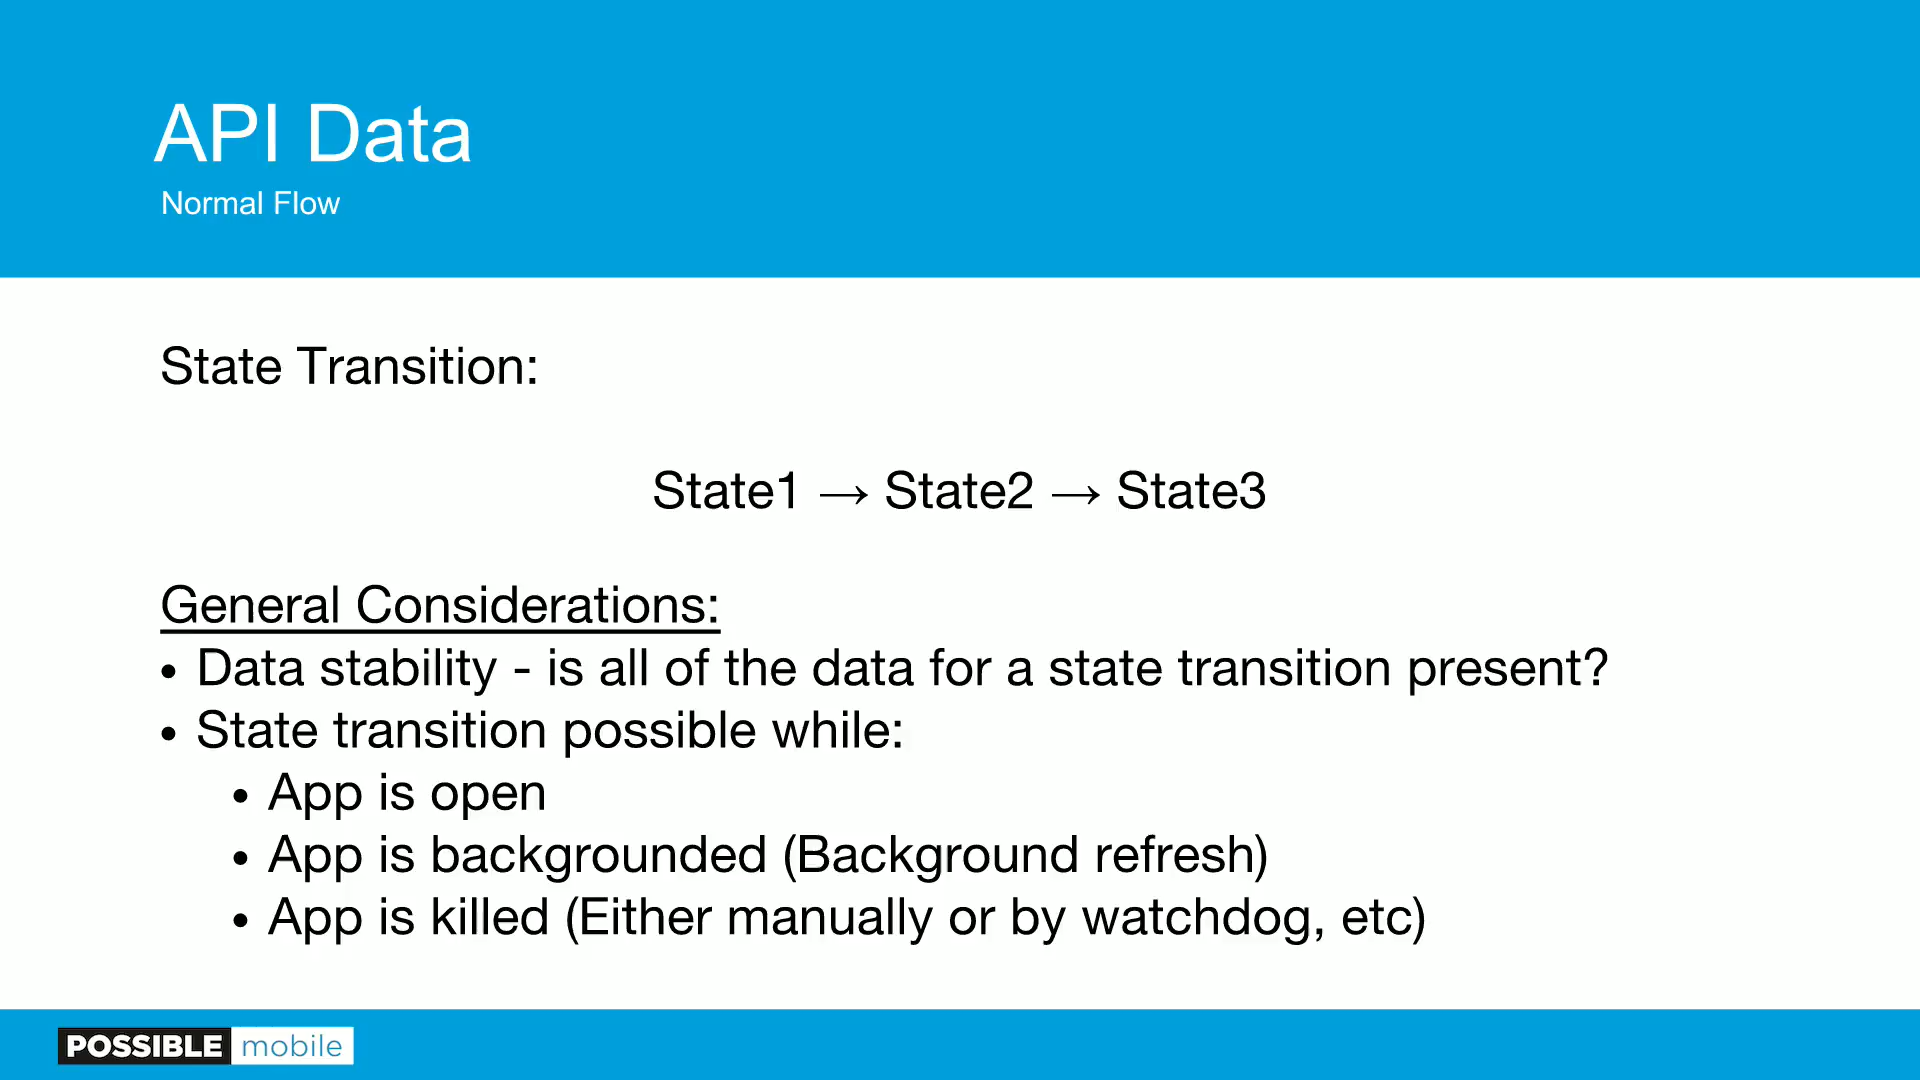 API Data
Normal Flow
State Transition:
State1 → State2 → State3
General Considerations:
• Data stability - is all of the data for a state transition present?
• State transition possible while:
• App is open
• App is backgrounded (Background refresh)
• App is killed (Either manually or by watchdog, etc)
POSSIBLE mobile